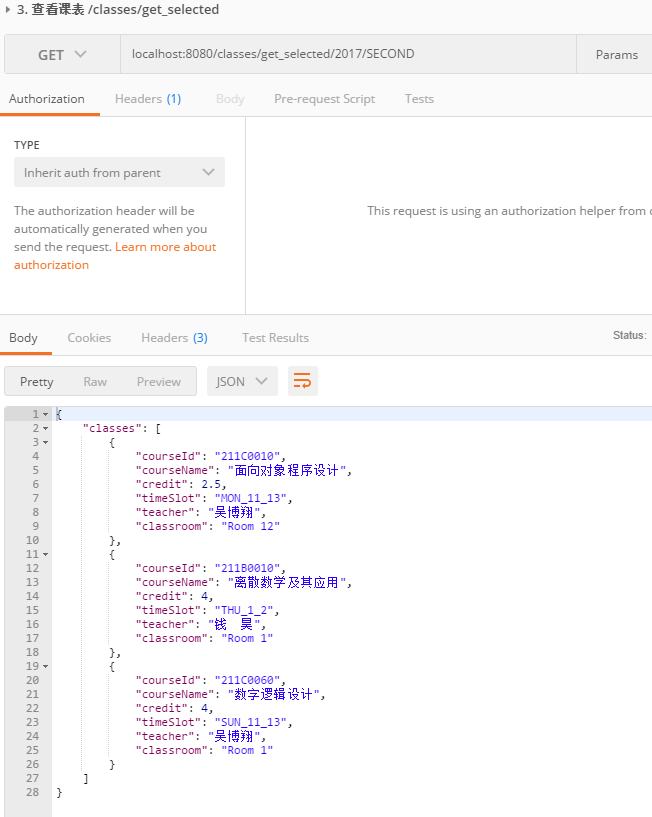 3. 查看课表 /classes/get_selected
GET localhost:8080/classes/get_selected/2017/SECOND Params
Authorization Headers (1) Body Pre-request Script Tests
TYPE
Inherit auth from parent
The authorization header will be
automatically generated when you
send the request. Learn more about
authorization
This request is using an authorization helper from
Body Cookies Headers (3) Test Results Status:
Pretty Raw Preview JSON
1 {
2 "classes": [
3 {
4 "courseId": "211C0010",
5 "courseName": "面向对象程序设计",
6 "credit": 2.5,
7 "timeSlot": "MON_11_13",
8 "teacher": "吴博翔",
9 "classroom": "Room 12"
10 },
11 {
12 "courseId": "211B0010",
13 "courseName": "离散数学及其应用",
14 "credit": 4,
15 "timeSlot": "THU_1_2",
16 "teacher": "钱　昊",
17 "classroom": "Room 1"
18 },
19 {
20 "courseId": "211C0060",
21 "courseName": "数字逻辑设计",
22 "credit": 4,
23 "timeSlot": "SUN_11_13",
24 "teacher": "吴博翔",
25 "classroom": "Room 1"
26 }
27 ]
28 }